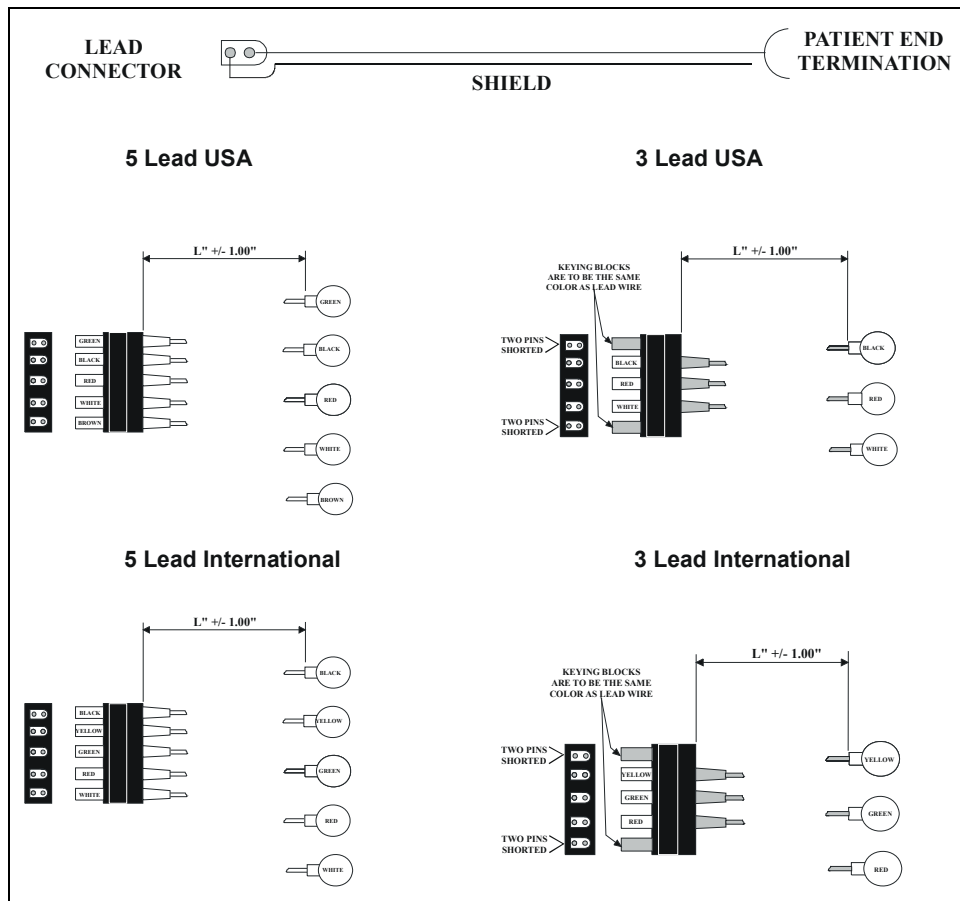 LEAD
CONNECTOR
SHIELD
PATIENT END
TERMINATION
5 Lead USA
L" +/- 1.00"
GREEN
BLACK
RED
WHITE
BROWN
GREEN
BLACK
RED
WHITE
BROWN
3 Lead USA
L" +/- 1.00"
KEYING BLOCKS
ARE TO BE THE SAME
COLOR AS LEAD WIRE
TWO PINS
SHORTED
BLACK
RED
WHITE
TWO PINS
SHORTED
BLACK
RED
WHITE
5 Lead International
L" +/- 1.00"
BLACK
YELLOW
GREEN
RED
WHITE
BLACK
YELLOW
GREEN
RED
WHITE
3 Lead International
L" +/- 1.00"
KEYING BLOCKS
ARE TO BE THE SAME
COLOR AS LEAD WIRE
TWO PINS
SHORTED
YELLOW
GREEN
RED
TWO PINS
SHORTED
YELLOW
GREEN
RED